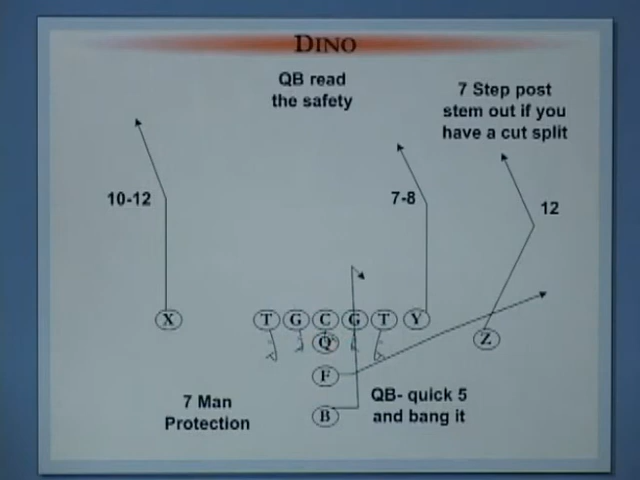 DINO
QB read
the safety
7 Step post
stem out if you
have a cut split
10-12
7-8
12
X
T G C G T Y
Q
Z
F
7 Man
Protection
QB- quick 5
and bang it
B